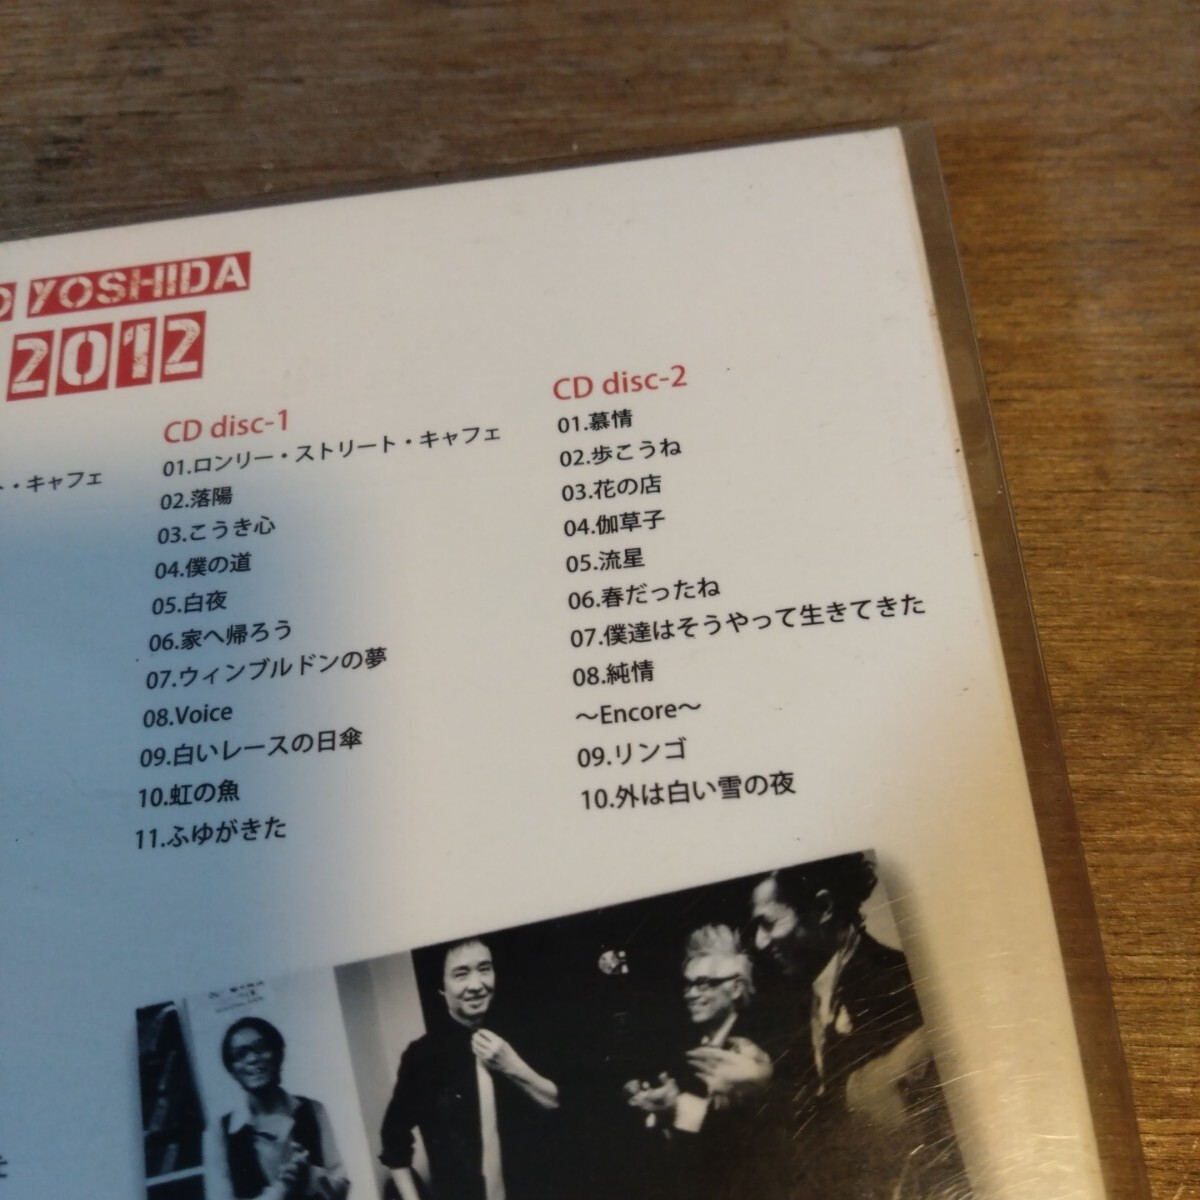 YOSHIDA
2012
ト・キャフェ
CD disc-1
01.ロンリー・ストリート・キャフェ
02.落陽
03.こうき心
04.僕の道
05.白夜
06.家へ帰ろう
07.ウィンブルドンの夢
08.Voice
09.白いレースの日傘
10.虹の魚
11.ふゆがきた
CD disc-2
01.慕情
02.歩こうね
03.花の店
04.伽草子
05.流星
06.春だったね
07.僕達はそうやって生きてきた
08.純情
～Encore～
09.リンゴ
10.外は白い雪の夜